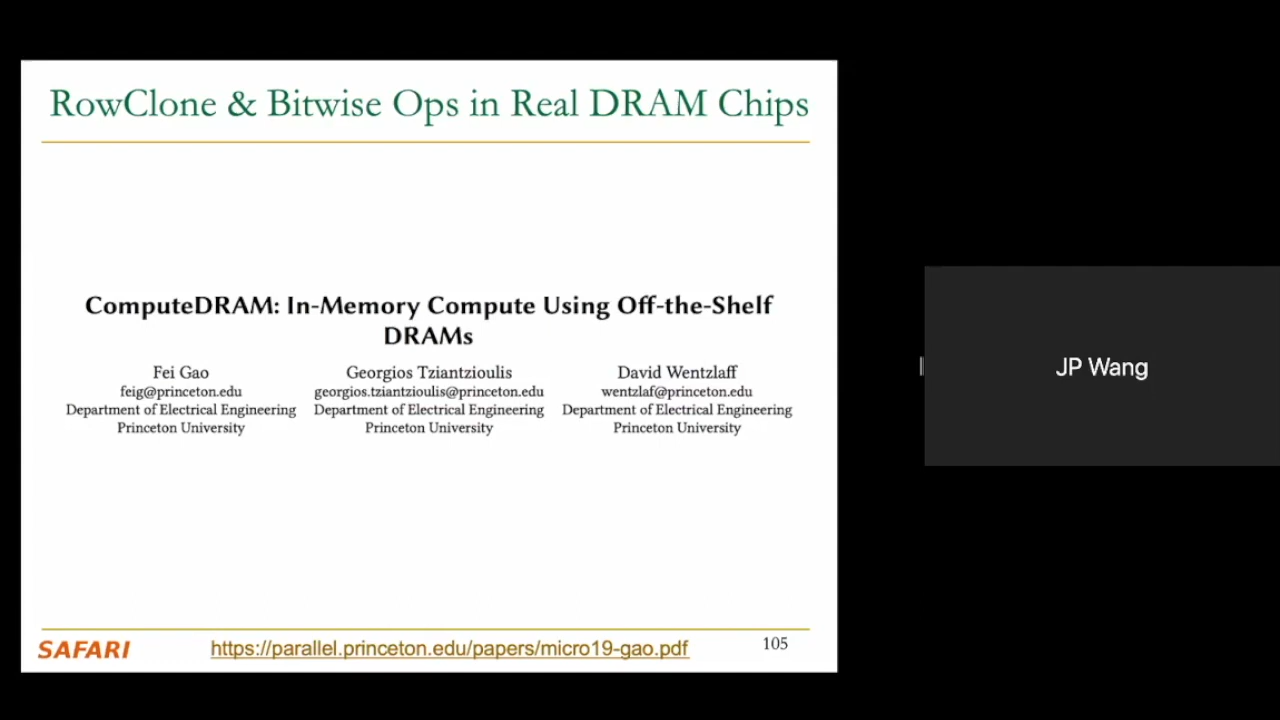 RowClone & Bitwise Ops in Real DRAM Chips
ComputeDRAM: In-Memory Compute Using Off-the-Shelf
DRAMs
Fei Gao
feig@princeton.edu
Department of Electrical Engineering
Princeton University
Georgios Tziantzioulis
georgios.tziantzioulis@princeton.edu
Department of Electrical Engineering
Princeton University
David Wentzlaff
wentzlaf@princeton.edu
Department of Electrical Engineering
Princeton University
SAFARI
https://parallel.princeton.edu/papers/micro19-gao.pdf
105
JP Wang